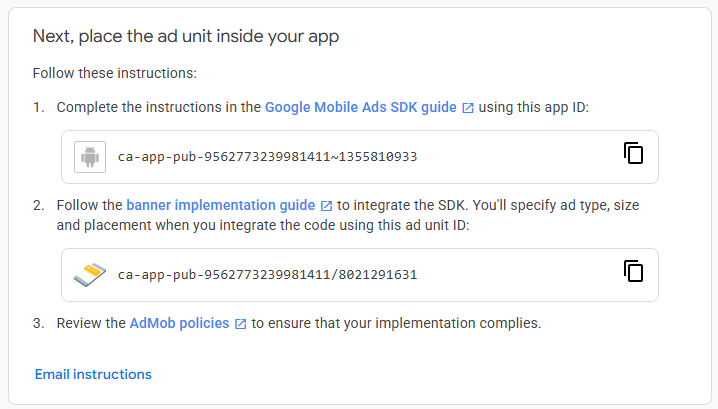 Next, place the ad unit inside your app
Follow these instructions:
1. Complete the instructions in the Google Mobile Ads SDK guide using this app ID:
ca-app-pub-9562773239981411~1355810933
2. Follow the banner implementation guide to integrate the SDK. You'll specify ad type, size
and placement when you integrate the code using this ad unit ID:
ca-app-pub-9562773239981411/8021291631
3. Review the AdMob policies to ensure that your implementation complies.
Email instructions